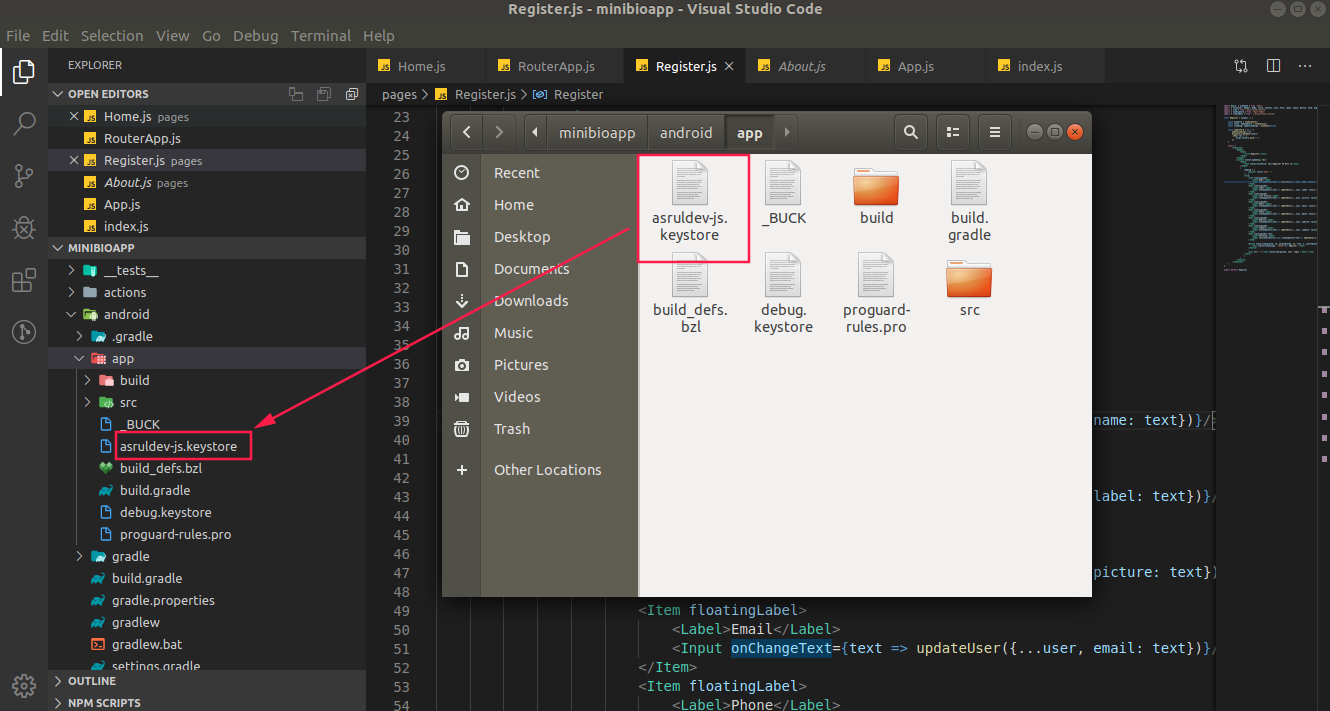 Register.js - minibioapp - Visual Studio Code
File Edit Selection View Go Debug Terminal Help
EXPLORER
OPEN EDITORS
Home.js pages
RouterApp.js
Register.js pages
About.js pages
App.js
index.js
MINIBIOAPP
__tests__
actions
android
.gradle
app
build
src
_BUCK
asruldev-js.keystore
build_defs.bzl
build.gradle
debug.keystore
proguard-rules.pro
gradle
build.gradle
gradle.properties
gradlew
gradlew.bat
settings.gradle
OUTLINE
NPM SCRIPTS
JS Home.js
JS RouterApp.js
JS Register.js
JS About.js
JS App.js
JS index.js
pages > JS Register.js > Register
minibioapp android app
Recent
Home
Desktop
Documents
Downloads
Music
Pictures
Videos
Trash
Other Locations
asruldev-js.
keystore
_BUCK
build
build.
gradle
build_defs.
bzl
debug.
keystore
proguard-
rules.pro
src
23
24
25
26
27
28
29
30
31
32
33
34
35
36
37
38
39 name: text})}/>
40
41
42
43 label: text})}/
44
45
46
47 picture: text})
48
49 <Item floatingLabel>
50 <Label>Email</Label>
51 <Input onChangeText={text => updateUser({...user, email: text})}/
52 </Item>
53 <Item floatingLabel>
54 <Label>Phone</Label>